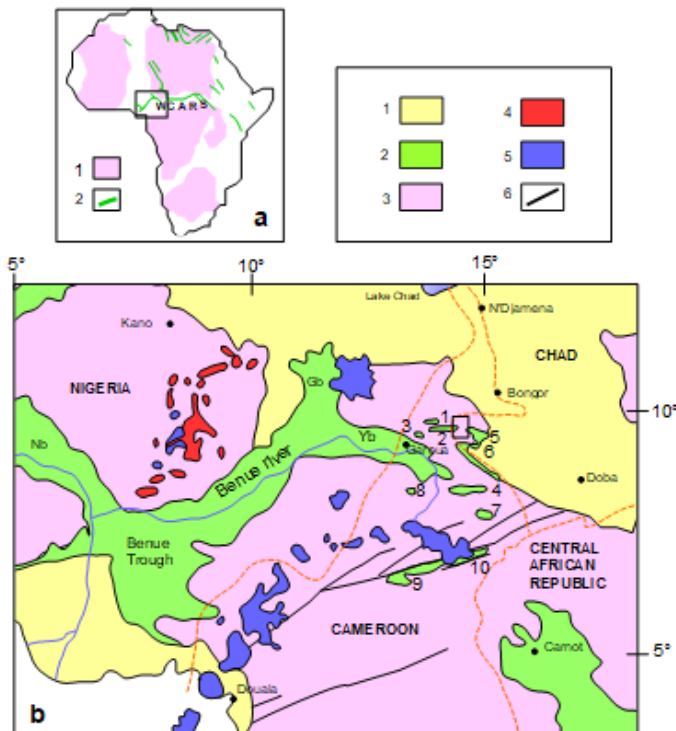 W C A R S
1
2
a
1
2
3
4
5
6
5°
10°
15°
Lake Chad
N'Djamena
Kano
CHAD
NIGERIA
Gb
Bongor
10°
1
3
2
5
Nb
Yb
Garoua
6
Benue river
8
4
Doba
7
Benue
Trough
10
CENTRAL
AFRICAN
REPUBLIC
9
CAMEROON
Carnot
5°
Douala
b